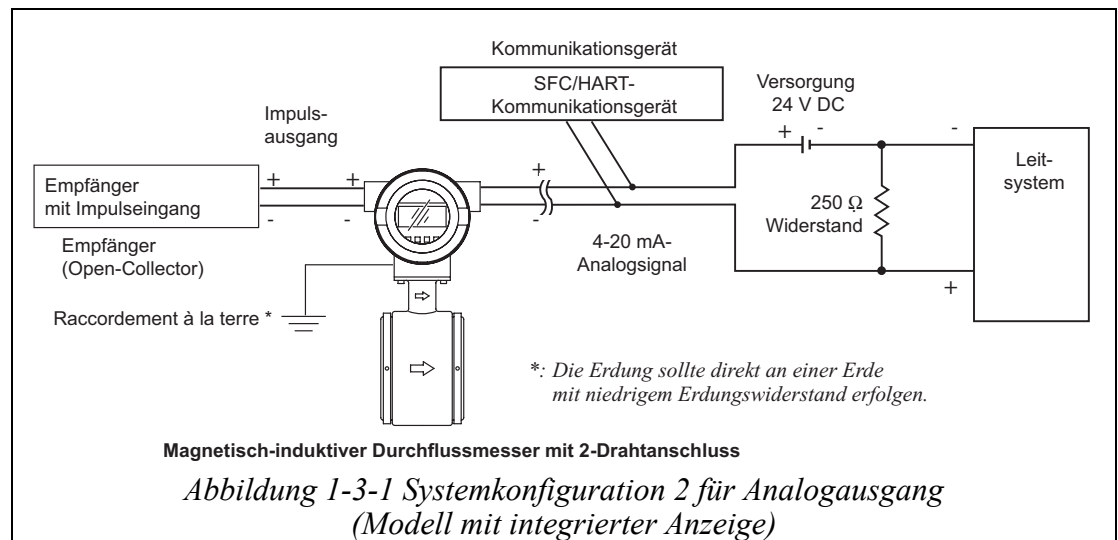 Kommunikationsgerät
SFC/HART-
Kommunikationsgerät
Versorgung
24 V DC
+ -
Impuls-
ausgang
Empfänger
mit Impulseingang
+ +
- -
Empfänger
(Open-Collector)
+
-
4-20 mA-
Analogsignal
250 Ω
Widerstand
-
+
Leit-
system
Raccordement à la terre *
*: Die Erdung sollte direkt an einer Erde
mit niedrigem Erdungswiderstand erfolgen.
Magnetisch-induktiver Durchflussmesser mit 2-Drahtanschluss
Abbildung 1-3-1 Systemkonfiguration 2 für Analogausgang
(Modell mit integrierter Anzeige)